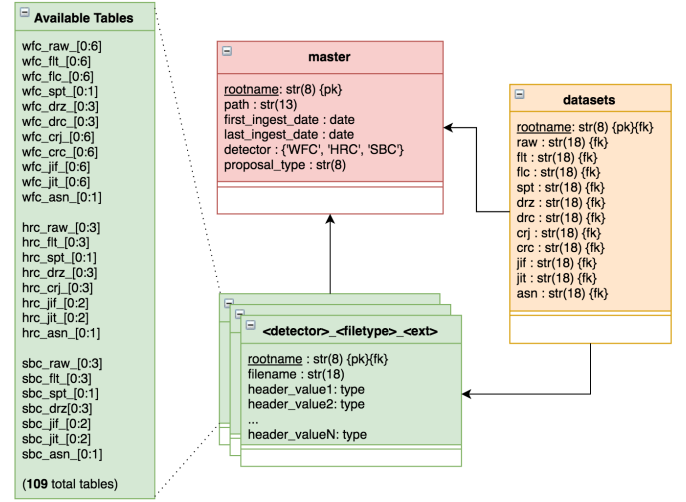 Available Tables
wfc_raw_[0:6]
wfc_flt_[0:6]
wfc_flc_[0:6]
wfc_spt_[0:1]
wfc_drz_[0:3]
wfc_drc_[0:3]
wfc_crj_[0:6]
wfc_crc_[0:6]
wfc_jif_[0:6]
wfc_jit_[0:6]
wfc_asn_[0:1]
hrc_raw_[0:3]
hrc_flt_[0:3]
hrc_spt_[0:1]
hrc_drz_[0:3]
hrc_crj_[0:3]
hrc_jif_[0:2]
hrc_jit_[0:2]
hrc_asn_[0:1]
sbc_raw_[0:3]
sbc_flt_[0:3]
sbc_spt_[0:1]
sbc_drz[0:3]
sbc_jif_[0:2]
sbc_jit_[0:2]
sbc_asn_[0:1]
(109 total tables)
master
rootname: str(8) {pk}
path : str(13)
first_ingest_date : date
last_ingest_date : date
detector : {'WFC', 'HRC', 'SBC'}
proposal_type : str(8)
datasets
rootname: str(8) {pk}{fk}
raw : str(18) {fk}
flt : str(18) {fk}
flc : str(18) {fk}
spt : str(18) {fk}
drz : str(18) {fk}
drc : str(18) {fk}
crj : str(18) {fk}
crc : str(18) {fk}
jif : str(18) {fk}
jit : str(18) {fk}
asn : str(18) {fk}
<detector>_<filetype>_<ext>
rootname : str(8) {pk}{fk}
filename : str(18)
header_value1: type
header_value2: type
...
header_valueN: type